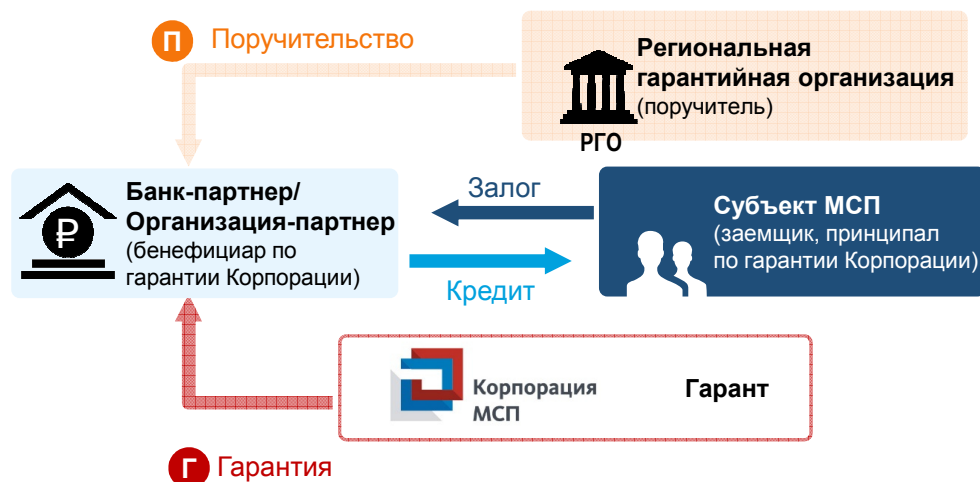 П Поручительство
Региональная
гарантийная организация
(поручитель)
РГО
Банк-партнер/
Организация-партнер
(бенефициар по
гарантии Корпорации)
₽
Залог
Кредит
Субъект МСП
(заемщик, принципал
по гарантии Корпорации)
Корпорация
МСП
Гарант
Г Гарантия